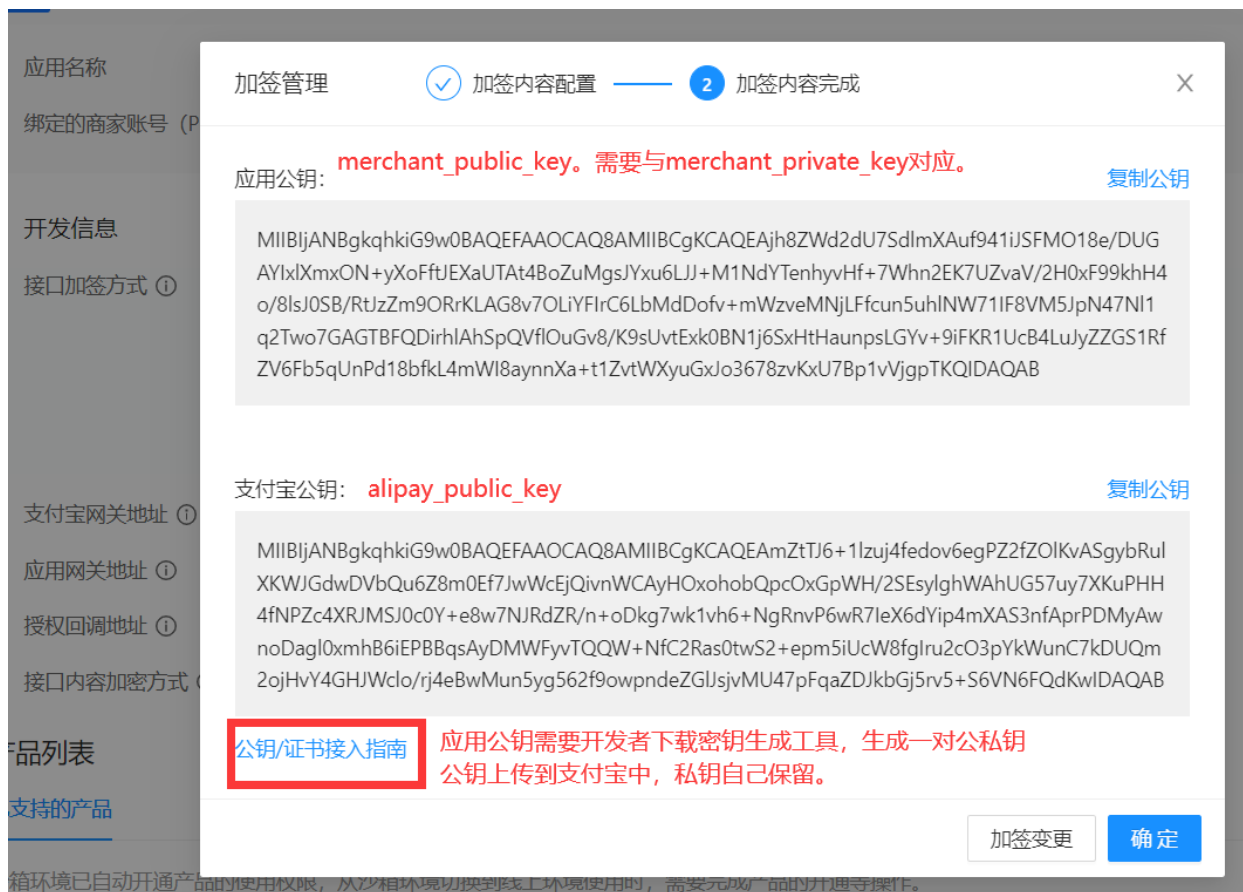 应用名称
绑定的商家账号（P
开发信息
接口加签方式
支付宝网关地址
应用网关地址
授权回调地址
接口内容加密方式
品列表
支持的产品
箱环境已自动开通产品的使用权限，从沙箱环境切换到线上环境使用时，需要完成产品的开通等操作。
加签管理
加签内容配置
2 加签内容完成
X
应用公钥：
merchant_public_key。需要与merchant_private_key对应。
复制公钥
MIIBIjANBgkqhkiG9w0BAQEFAAOCAQ8AMIIBCgKCAQEAjh8ZWd2dU7SdlmXAuf941iJSFMO18e/DUG
AYIxlXmxON+yXoFftJEXaUTAt4BoZuMgsJYxu6LJJ+M1NdYTenhyvHf+7Whn2EK7UZvaV/2H0xF99khH4
o/8lsJ0SB/RtJzZm9ORrKLAG8v7OLiYFIrC6LbMdDofv+mWzveMNjLFfcun5uhlNW71IF8VM5JpN47Nl1
q2Two7GAGTBFQDirhlAhSpQVflOuGv8/K9sUvtExk0BN1j6SxHtHaunpsLGYv+9iFKR1UcB4LuJyZZGS1Rf
ZV6Fb5qUnPd18bfkL4mWI8aynnXa+t1ZvtWXyuGxJo3678zvKxU7Bp1vVjgpTKQIDAQAB
支付宝公钥：
alipay_public_key
复制公钥
MIIBIjANBgkqhkiG9w0BAQEFAAOCAQ8AMIIBCgKCAQEAmZtTJ6+1lzuj4fedov6egPZ2fZOlKvASgybRul
XKWJGdwDVbQu6Z8m0Ef7JwWcEjQivnWCAyHOxohobQpcOxGpWH/2SEsylghWAhUG57uy7XKuPHH
4fNPZc4XRJMSJ0c0Y+e8w7NJRdZR/n+oDkg7wk1vh6+NgRnvP6wR7IeX6dYip4mXAS3nfAprPDMyAw
noDagl0xmhB6iEPBBqsAyDMWFyvTQQW+NfC2Ras0twS2+epm5iUcW8fgIru2cO3pYkWunC7kDUQm
2ojHvY4GHJWclo/rj4eBwMun5yg562f9owpndeZGlJsjvMU47pFqaZDJkbGj5rv5+S6VN6FQdKwIDAQAB
公钥/证书接入指南
应用公钥需要开发者下载密钥生成工具，生成一对公私钥
公钥上传到支付宝中，私钥自己保留。
加签变更
确定